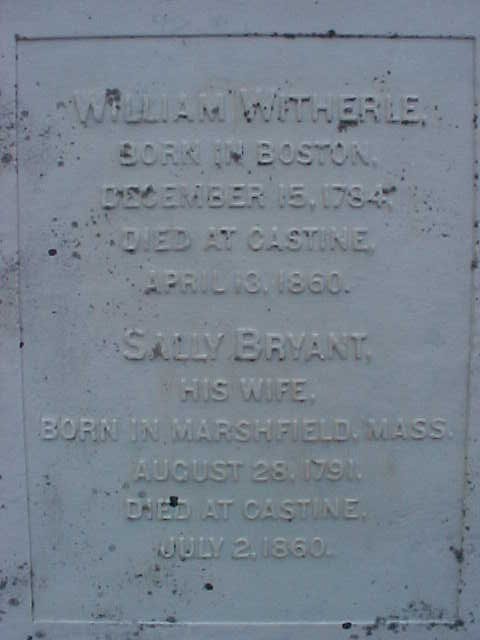 WILLIAM WITHERLE,
BORN IN BOSTON,
DECEMBER 15, 1784,
DIED AT CASTINE,
APRIL 13, 1860.
SALLY BRYANT,
HIS WIFE,
BORN IN MARSHFIELD, MASS.
AUGUST 28, 1791.
DIED AT CASTINE,
JULY 2, 1860.